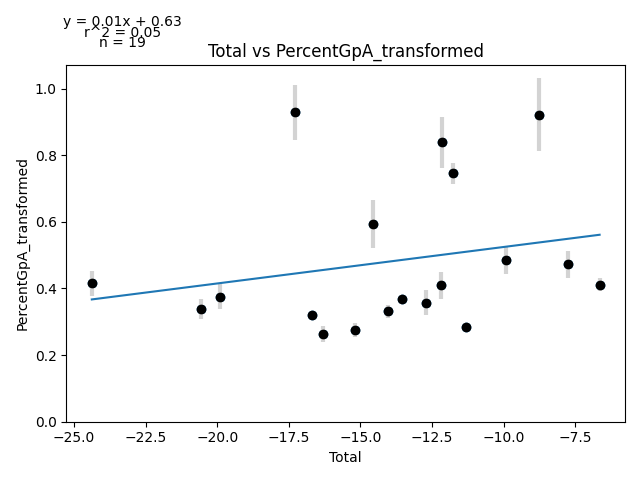 y = 0.01x + 0.63
r^2 = 0.05
n = 19
Total vs PercentGpA_transformed
PercentGpA_transformed
1.0
0.8
0.6
0.4
0.2
0.0
−25.0 −22.5 −20.0 −17.5 −15.0 −12.5 −10.0 −7.5
Total